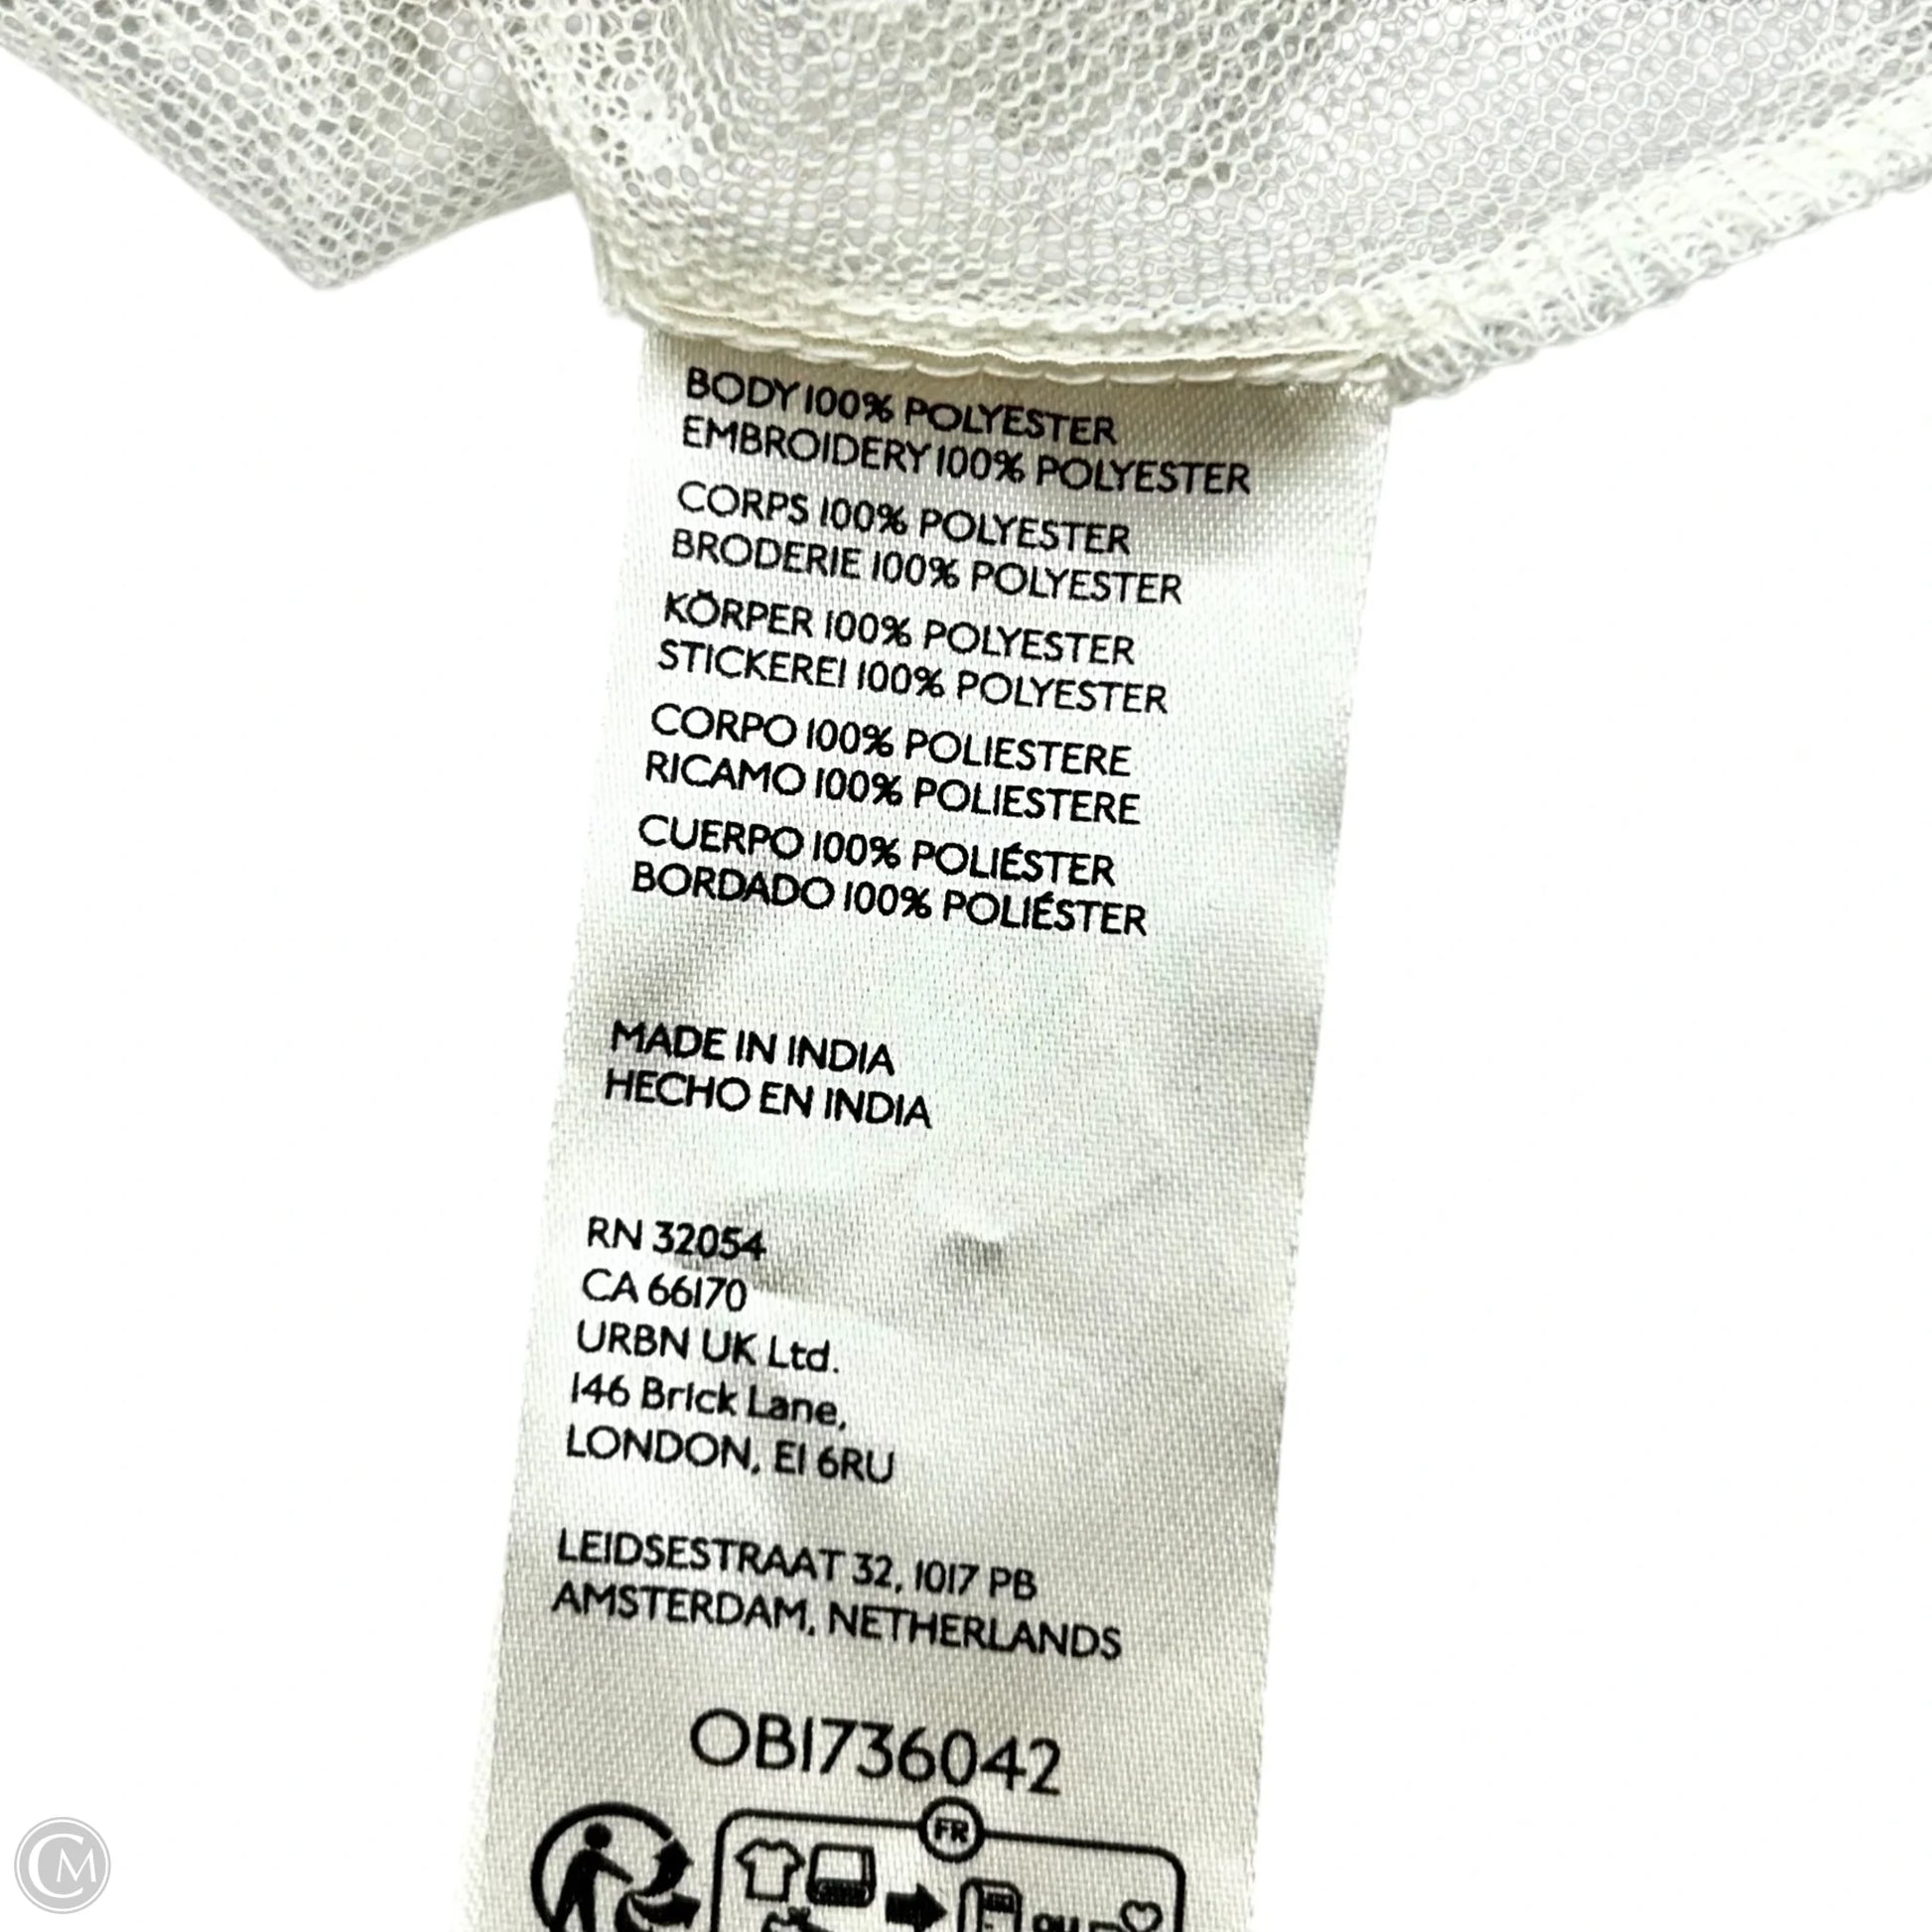 BODY 100% POLYESTER
EMBROIDERY 100% POLYESTER
CORPS 100% POLYESTER
BRODERIE 100% POLYESTER
KÖRPER 100% POLYESTER
STICKEREI 100% POLYESTER
CORPO 100% POLIESTERE
RICAMO 100% POLIESTERE
CUERPO 100% POLIÉSTER
BORDADO 100% POLIÉSTER
MADE IN INDIA
HECHO EN INDIA
RN 32054
CA 66170
URBN UK Ltd.
146 Brick Lane,
LONDON, E1 6RU
LEIDSESTRAAT 32, 1017 PB
AMSTERDAM, NETHERLANDS
OB1736042
FR
OU
CM